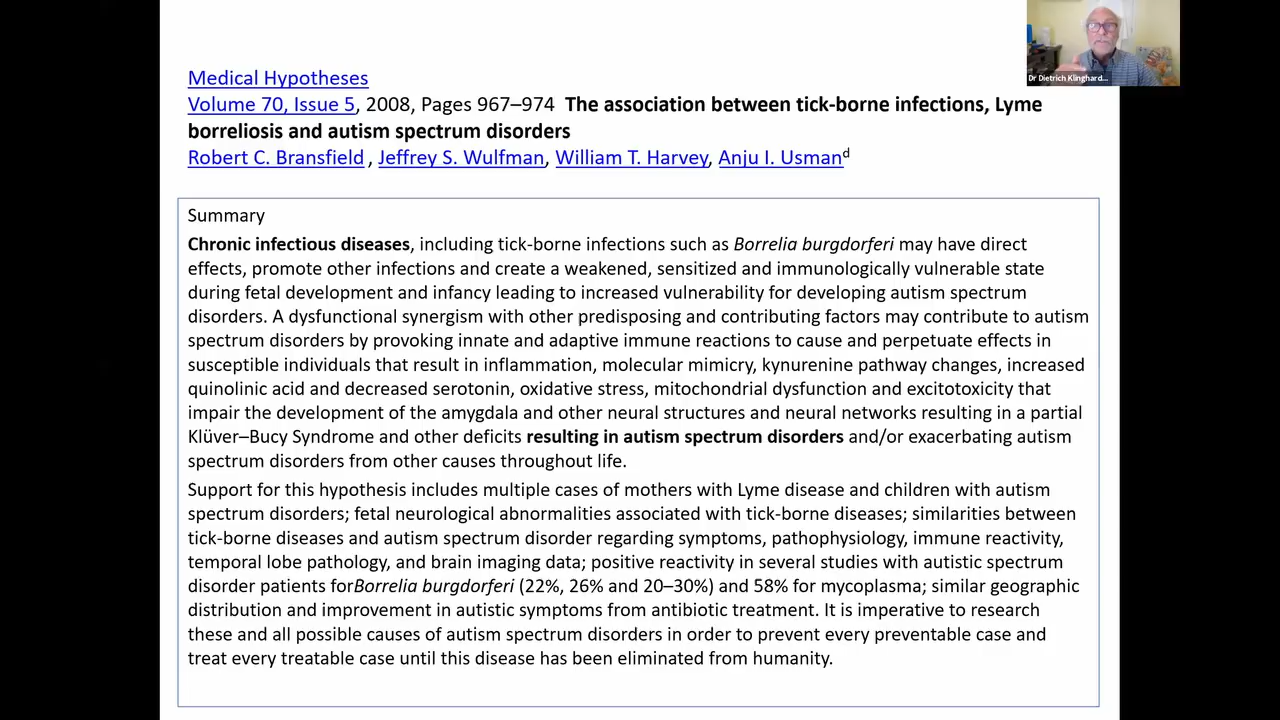 Dr Dietrich Klinghard...
Medical Hypotheses
Volume 70, Issue 5, 2008, Pages 967–974  The association between tick-borne infections, Lyme
borreliosis and autism spectrum disorders
Robert C. Bransfield , Jeffrey S. Wulfman, William T. Harvey, Anju I. Usmand
Summary
Chronic infectious diseases, including tick-borne infections such as Borrelia burgdorferi may have direct
effects, promote other infections and create a weakened, sensitized and immunologically vulnerable state
during fetal development and infancy leading to increased vulnerability for developing autism spectrum
disorders. A dysfunctional synergism with other predisposing and contributing factors may contribute to autism
spectrum disorders by provoking innate and adaptive immune reactions to cause and perpetuate effects in
susceptible individuals that result in inflammation, molecular mimicry, kynurenine pathway changes, increased
quinolinic acid and decreased serotonin, oxidative stress, mitochondrial dysfunction and excitotoxicity that
impair the development of the amygdala and other neural structures and neural networks resulting in a partial
Klüver–Bucy Syndrome and other deficits resulting in autism spectrum disorders and/or exacerbating autism
spectrum disorders from other causes throughout life.
Support for this hypothesis includes multiple cases of mothers with Lyme disease and children with autism
spectrum disorders; fetal neurological abnormalities associated with tick-borne diseases; similarities between
tick-borne diseases and autism spectrum disorder regarding symptoms, pathophysiology, immune reactivity,
temporal lobe pathology, and brain imaging data; positive reactivity in several studies with autistic spectrum
disorder patients forBorrelia burgdorferi (22%, 26% and 20–30%) and 58% for mycoplasma; similar geographic
distribution and improvement in autistic symptoms from antibiotic treatment. It is imperative to research
these and all possible causes of autism spectrum disorders in order to prevent every preventable case and
treat every treatable case until this disease has been eliminated from humanity.